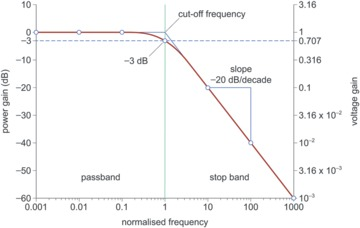 10
0
−3
−10
−20
−30
−40
−50
−60
power gain (dB)
0.001
0.01
0.1
1
10
100
1000
normalised frequency
3.16
1
0.707
0.316
0.1
3.16 x 10⁻²
10⁻²
3.16 x 10⁻³
10⁻³
voltage gain
cut-off frequency
−3 dB
slope
−20 dB/decade
passband
stop band